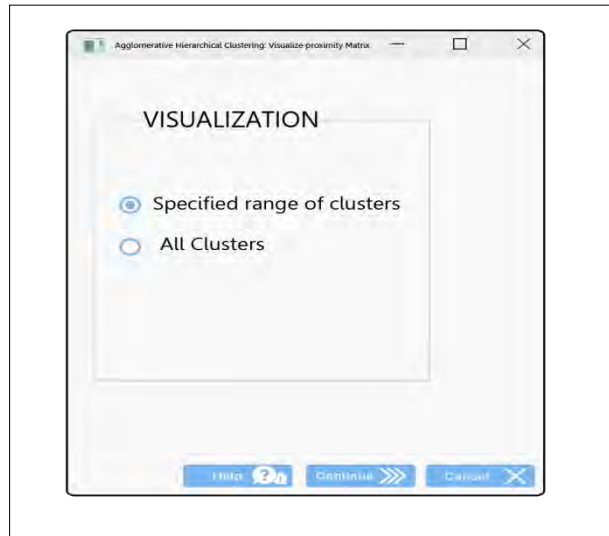 Agglomerative Hierarchical Clustering: Visualize proximity Matrix
VISUALIZATION
Specified range of clusters
All Clusters
Help Continue Cancel